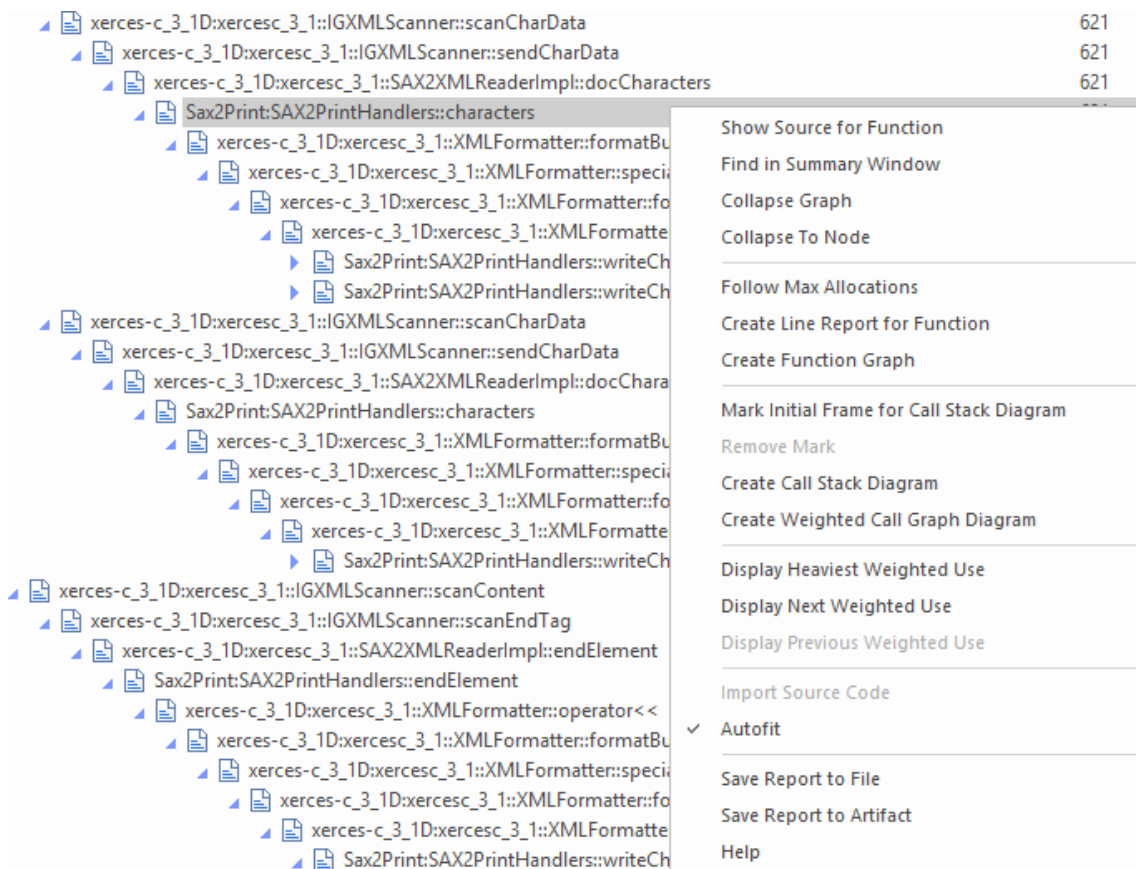 xerces-c_3_1D:xercesc_3_1::IGXMLScanner::scanCharData 621
xerces-c_3_1D:xercesc_3_1::IGXMLScanner::sendCharData 621
xerces-c_3_1D:xercesc_3_1::SAX2XMLReaderImpl::docCharacters 621
Sax2Print:SAX2PrintHandlers::characters
xerces-c_3_1D:xercesc_3_1::XMLFormatter::formatBu
xerces-c_3_1D:xercesc_3_1::XMLFormatter::specia
xerces-c_3_1D:xercesc_3_1::XMLFormatter::fo
xerces-c_3_1D:xercesc_3_1::XMLFormatte
Sax2Print:SAX2PrintHandlers::writeCh
Sax2Print:SAX2PrintHandlers::writeCh
xerces-c_3_1D:xercesc_3_1::IGXMLScanner::scanCharData
xerces-c_3_1D:xercesc_3_1::IGXMLScanner::sendCharData
xerces-c_3_1D:xercesc_3_1::SAX2XMLReaderImpl::docChara
Sax2Print:SAX2PrintHandlers::characters
xerces-c_3_1D:xercesc_3_1::XMLFormatter::formatBu
xerces-c_3_1D:xercesc_3_1::XMLFormatter::specia
xerces-c_3_1D:xercesc_3_1::XMLFormatter::fo
xerces-c_3_1D:xercesc_3_1::XMLFormatte
Sax2Print:SAX2PrintHandlers::writeCh
xerces-c_3_1D:xercesc_3_1::IGXMLScanner::scanContent
xerces-c_3_1D:xercesc_3_1::IGXMLScanner::scanEndTag
xerces-c_3_1D:xercesc_3_1::SAX2XMLReaderImpl::endElement
Sax2Print:SAX2PrintHandlers::endElement
xerces-c_3_1D:xercesc_3_1::XMLFormatter::operator<<
xerces-c_3_1D:xercesc_3_1::XMLFormatter::formatBu
xerces-c_3_1D:xercesc_3_1::XMLFormatter::specia
xerces-c_3_1D:xercesc_3_1::XMLFormatter::fo
xerces-c_3_1D:xercesc_3_1::XMLFormatte
Sax2Print:SAX2PrintHandlers::writeCh
Show Source for Function
Find in Summary Window
Collapse Graph
Collapse To Node
Follow Max Allocations
Create Line Report for Function
Create Function Graph
Mark Initial Frame for Call Stack Diagram
Remove Mark
Create Call Stack Diagram
Create Weighted Call Graph Diagram
Display Heaviest Weighted Use
Display Next Weighted Use
Display Previous Weighted Use
Import Source Code
Autofit
Save Report to File
Save Report to Artifact
Help